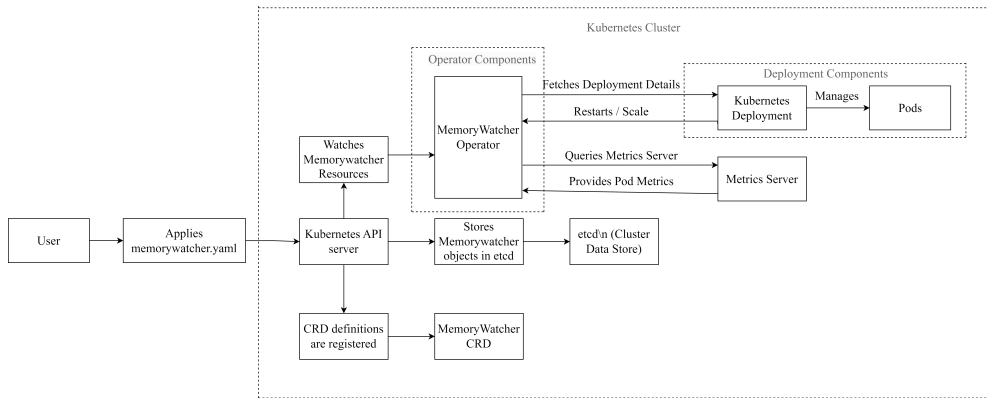 Kubernetes Cluster
Operator Components
Deployment Components
Fetches Deployment Details
Restarts / Scale
Kubernetes
Deployment
Manages
Pods
MemoryWatcher
Operator
Watches
Memorywatcher
Resources
Queries Metrics Server
Provides Pod Metrics
Metrics Server
User
Applies
memorywatcher.yaml
Kubernetes API
server
Stores
Memorywatcher
objects in etcd
etcd\n (Cluster
Data Store)
CRD definitions
are registered
MemoryWatcher
CRD